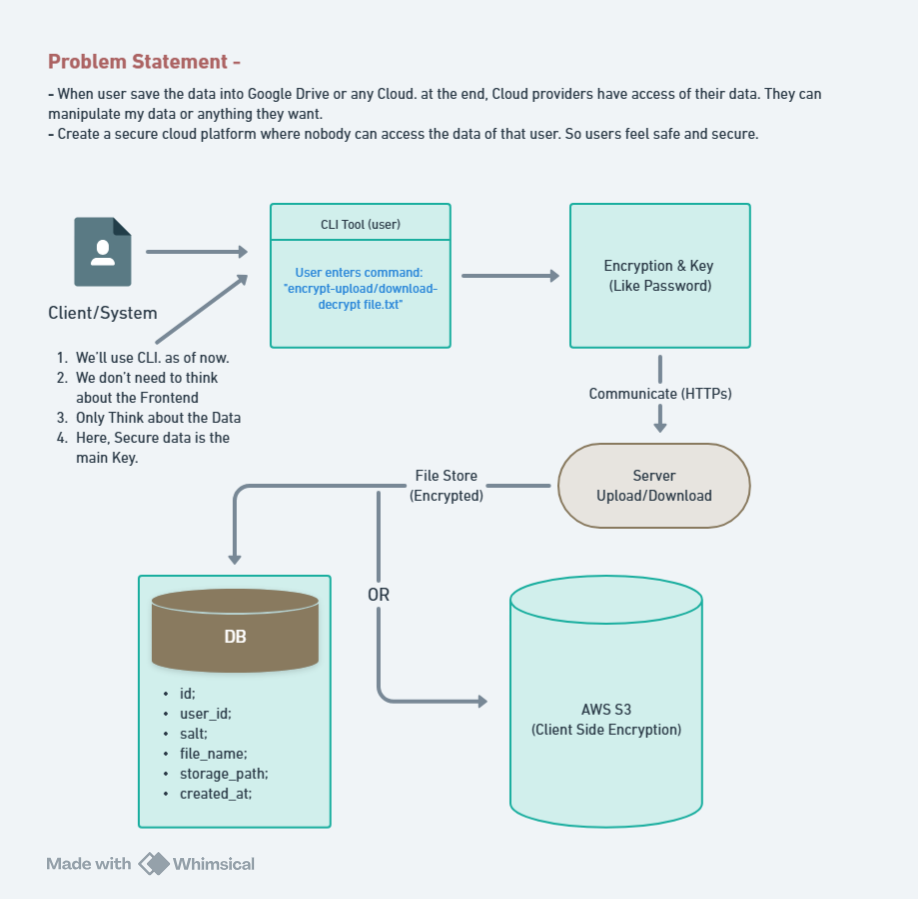 Problem Statement -
- When user save the data into Google Drive or any Cloud. at the end, Cloud providers have access of their data. They can
manipulate my data or anything they want.
- Create a secure cloud platform where nobody can access the data of that user. So users feel safe and secure.
Client/System
1. We'll use CLI. as of now.
2. We don't need to think
about the Frontend
3. Only Think about the Data
4. Here, Secure data is the
main Key.
CLI Tool (user)
User enters command:
"encrypt-upload/download-
decrypt file.txt"
Encryption & Key
(Like Password)
Communicate (HTTPs)
Server
Upload/Download
File Store
(Encrypted)
OR
DB
• id;
• user_id;
• salt;
• file_name;
• storage_path;
• created_at;
AWS S3
(Client Side Encryption)
Made with Whimsical